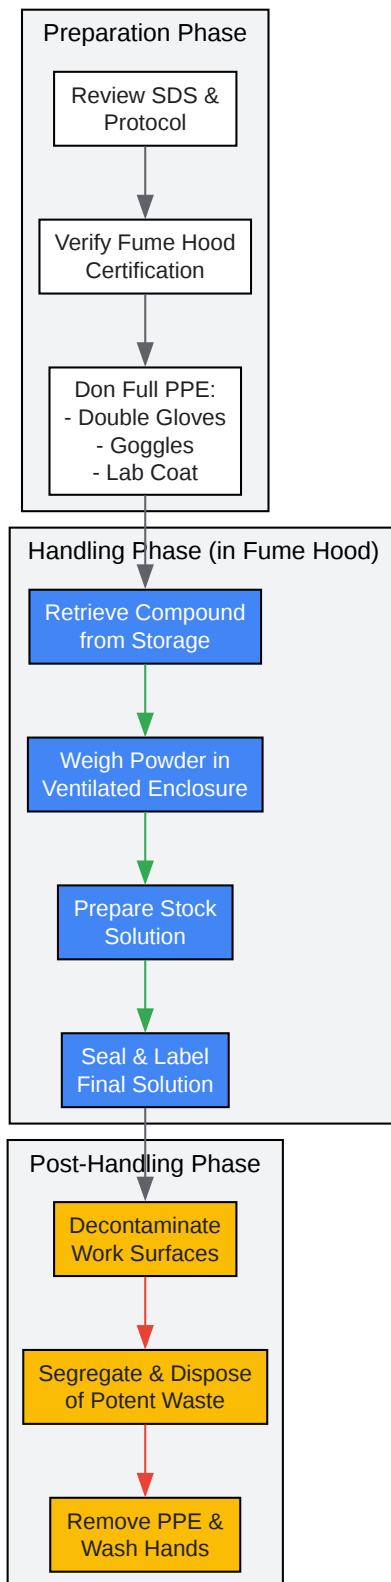 Preparation Phase
Review SDS &
Protocol
Verify Fume Hood
Certification
Don Full PPE:
- Double Gloves
- Goggles
- Lab Coat
Handling Phase (in Fume Hood)
Retrieve Compound
from Storage
Weigh Powder in
Ventilated Enclosure
Prepare Stock
Solution
Seal & Label
Final Solution
Post-Handling Phase
Decontaminate
Work Surfaces
Segregate & Dispose
of Potent Waste
Remove PPE &
Wash Hands